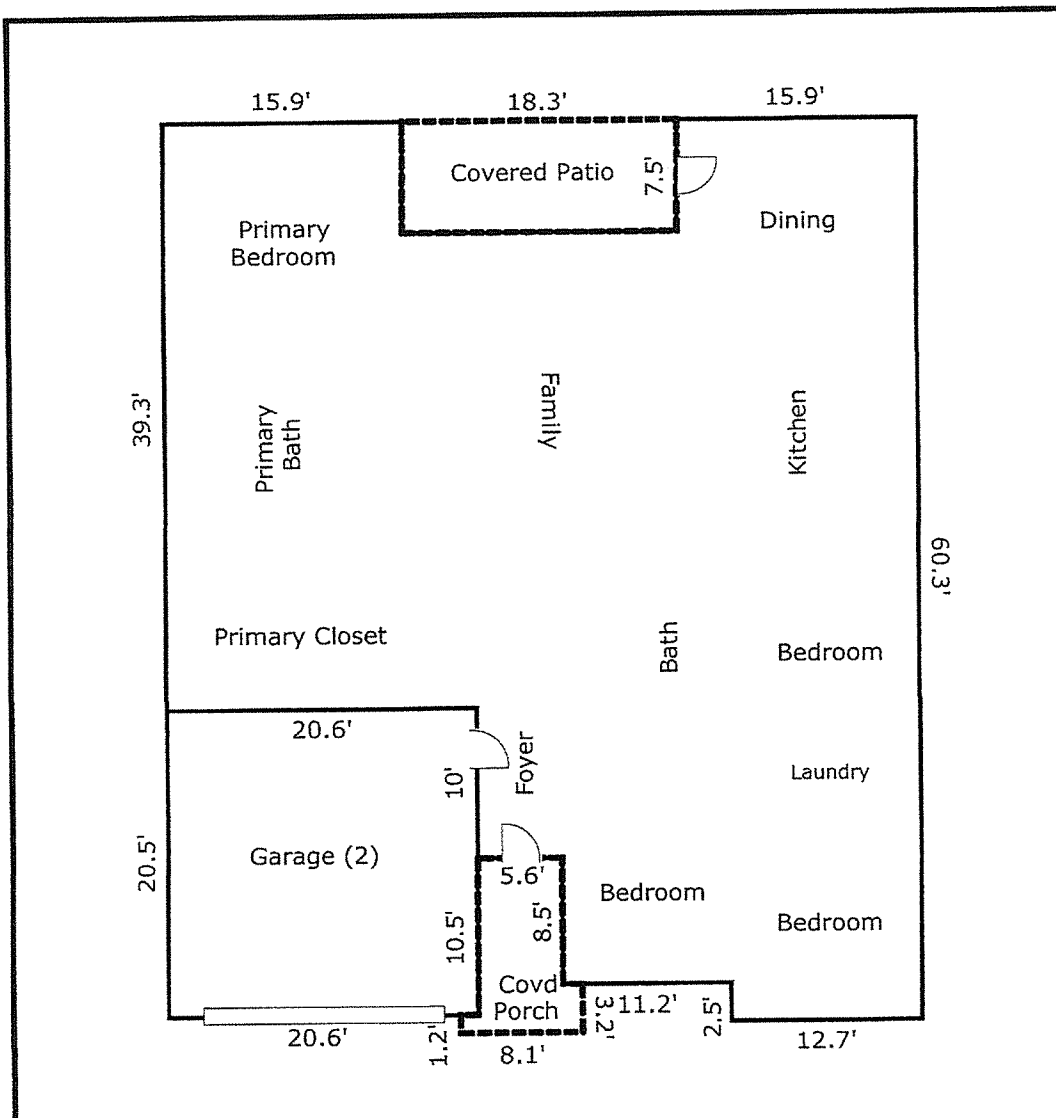 15.9'
18.3'
15.9'
Covered Patio
7.5'
Primary
Bedroom
Dining
39.3'
Primary
Bath
Family
Kitchen
60.3'
Primary Closet
Bath
Bedroom
20.6'
10'
Foyer
Laundry
20.5'
Garage (2)
5.6'
10.5'
8.5'
Bedroom
Bedroom
Covd
Porch
20.6'
1.2'
8.1'
3.2'
11.2'
2.5'
12.7'